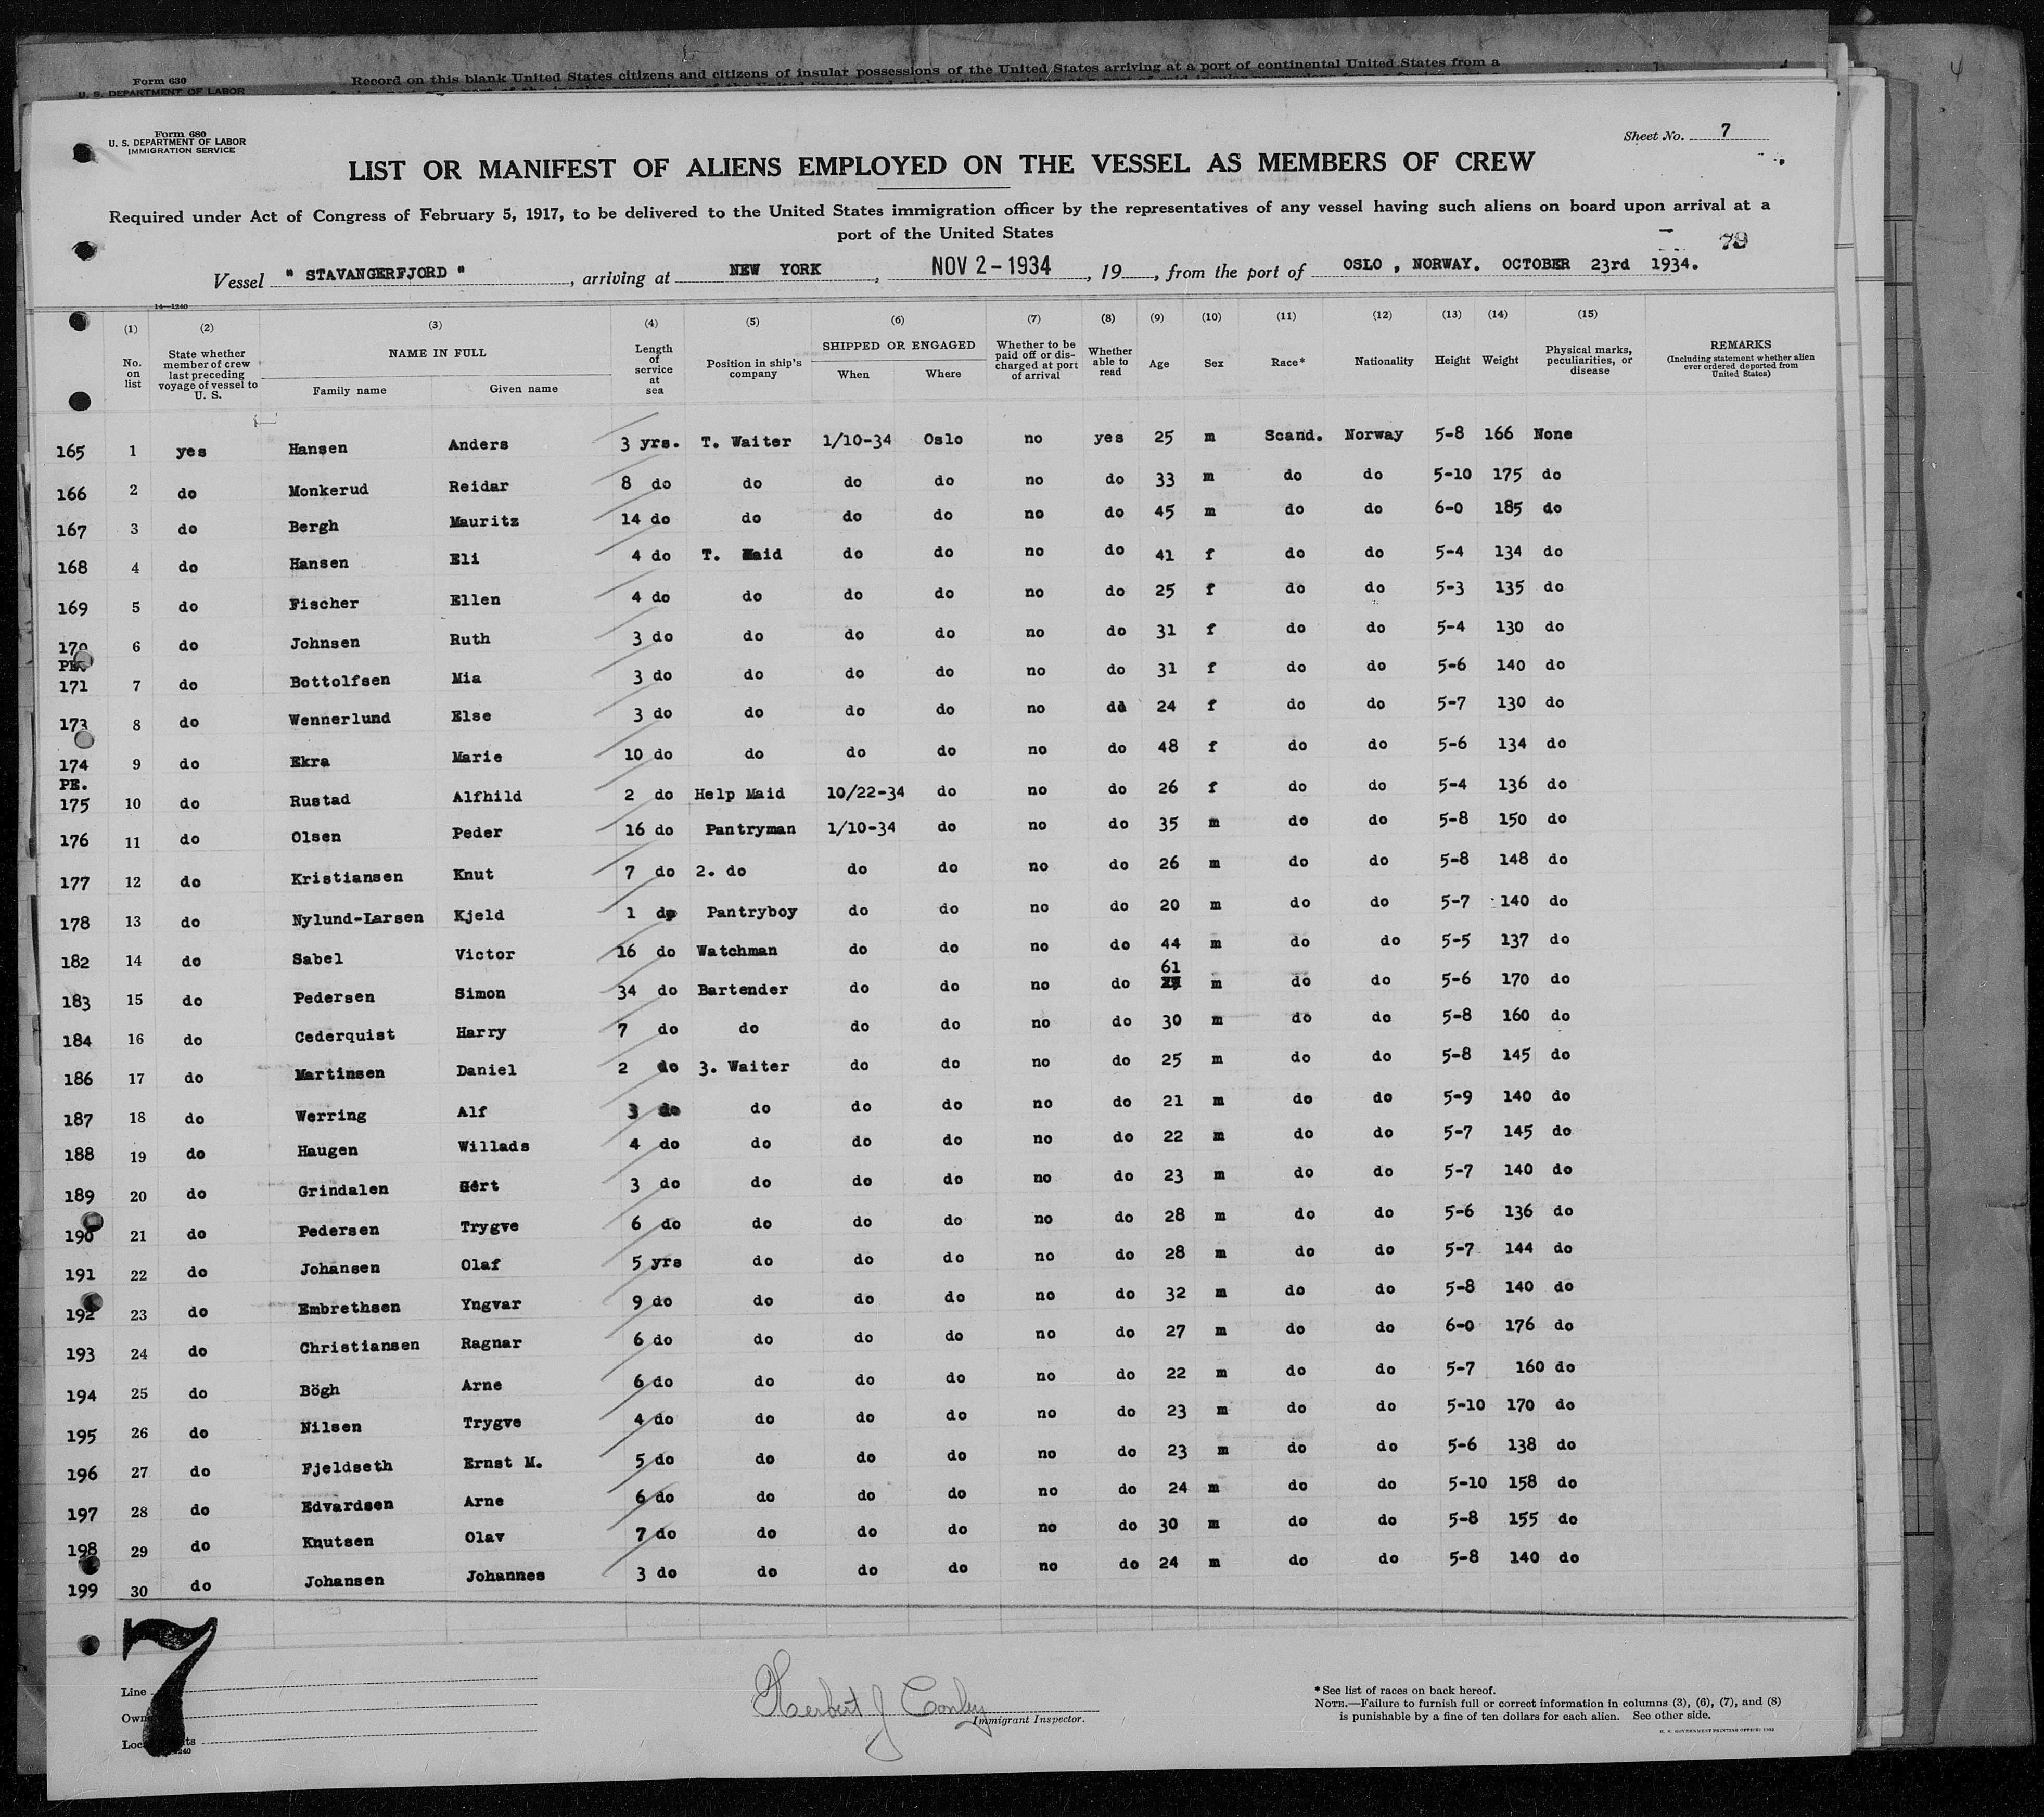 Form 630
U. S. DEPARTMENT OF LABOR
Record on this blank United States citizens and citizens of insular possessions of the United States arriving at a port of continental United States from a
4
Form 680
U. S. DEPARTMENT OF LABOR
IMMIGRATION SERVICE
Sheet No. 7
LIST OR MANIFEST OF ALIENS EMPLOYED ON THE VESSEL AS MEMBERS OF CREW
Required under Act of Congress of February 5, 1917, to be delivered to the United States immigration officer by the representatives of any vessel having such aliens on board upon arrival at a
port of the United States
79
Vessel " STAVANGERFJORD ", arriving at NEW YORK, NOV 2-1934, 19, from the port of OSLO , NORWAY. OCTOBER 23rd 1934.
14—1240
(1) (2) (3) (4) (5) (6) (7) (8) (9) (10) (11) (12) (13) (14) (15)
No. on list State whether member of crew last preceding voyage of vessel to U. S. NAME IN FULL Family name Given name Length of service at sea Position in ship's company SHIPPED OR ENGAGED When Where Whether to be paid off or discharged at port of arrival Whether able to read Age Sex Race* Nationality Height Weight Physical marks, peculiarities, or disease REMARKS (Including statement whether alien ever ordered deported from United States)
165 1 yes Hansen Anders 3 yrs. T. Waiter 1/10-34 Oslo no yes 25 m Scand. Norway 5-8 166 None
166 2 do Monkerud Reidar 8 do do do do no do 33 m do do 5-10 175 do
167 3 do Bergh Mauritz 14 do do do do no do 45 m do do 6-0 185 do
168 4 do Hansen Eli 4 do T. Maid do do no do 41 f do do 5-4 134 do
169 5 do Fischer Ellen 4 do do do do no do 25 f do do 5-3 135 do
170 6 do Johnsen Ruth 3 do do do do no do 31 f do do 5-4 130 do
PE.
171 7 do Bottolfsen Mia 3 do do do do no do 31 f do do 5-6 140 do
173 8 do Wennerlund Else 3 do do do do no do 24 f do do 5-7 130 do
174 9 do Ekra Marie 10 do do do do no do 48 f do do 5-6 134 do
PE.
175 10 do Rustad Alfhild 2 do Help Maid 10/22-34 do no do 26 f do do 5-4 136 do
176 11 do Olsen Peder 16 do Pantryman 1/10-34 do no do 35 m do do 5-8 150 do
177 12 do Kristiansen Knut 7 do 2. do do do no do 26 m do do 5-8 148 do
178 13 do Nylund-Larsen Kjeld 1 do Pantryboy do do no do 20 m do do 5-7 140 do
182 14 do Sabel Victor 16 do Watchman do do no do 44 m do do 5-5 137 do
183 15 do Pedersen Simon 34 do Bartender do do no do 61 m do do 5-6 170 do
184 16 do Cederquist Harry 7 do do do do no do 30 m do do 5-8 160 do
186 17 do Martinsen Daniel 2 do 3. Waiter do do no do 25 m do do 5-8 145 do
187 18 do Werring Alf 3 do do do do no do 21 m do do 5-9 140 do
188 19 do Haugen Willads 4 do do do do no do 22 m do do 5-7 145 do
189 20 do Grindalen 3 do do do do no do 23 m do do 5-7 140 do
190 21 do Pedersen Trygve 6 do do do do no do 28 m do do 5-6 136 do
191 22 do Johansen Olaf 5 yrs do do do no do 28 m do do 5-7 144 do
192 23 do Embrethsen Yngvar 9 do do do do no do 32 m do do 5-8 140 do
193 24 do Christiansen Ragnar 6 do do do do no do 27 m do do 6-0 176 do
194 25 do Bögh Arne 6 do do do do no do 22 m do do 5-7 160 do
195 26 do Nilsen Trygve 4 do do do do no do 23 m do do 5-10 170 do
196 27 do Fjeldseth Ernst M. 5 do do do do no do 23 m do do 5-6 138 do
197 28 do Edvardsen Arne 6 do do do do no do 24 m do do 5-10 158 do
198 29 do Knutsen Olav 7 do do do do no do 30 m do do 5-8 155 do
199 30 do Johansen Johannes 3 do do do do no do 24 m do do 5-8 140 do
7
Line
Herbert J Conley
Immigrant Inspector.
*See list of races on back hereof.
NOTE.—Failure to furnish full or correct information in columns (3), (6), (7), and (8)
is punishable by a fine of ten dollars for each alien. See other side.